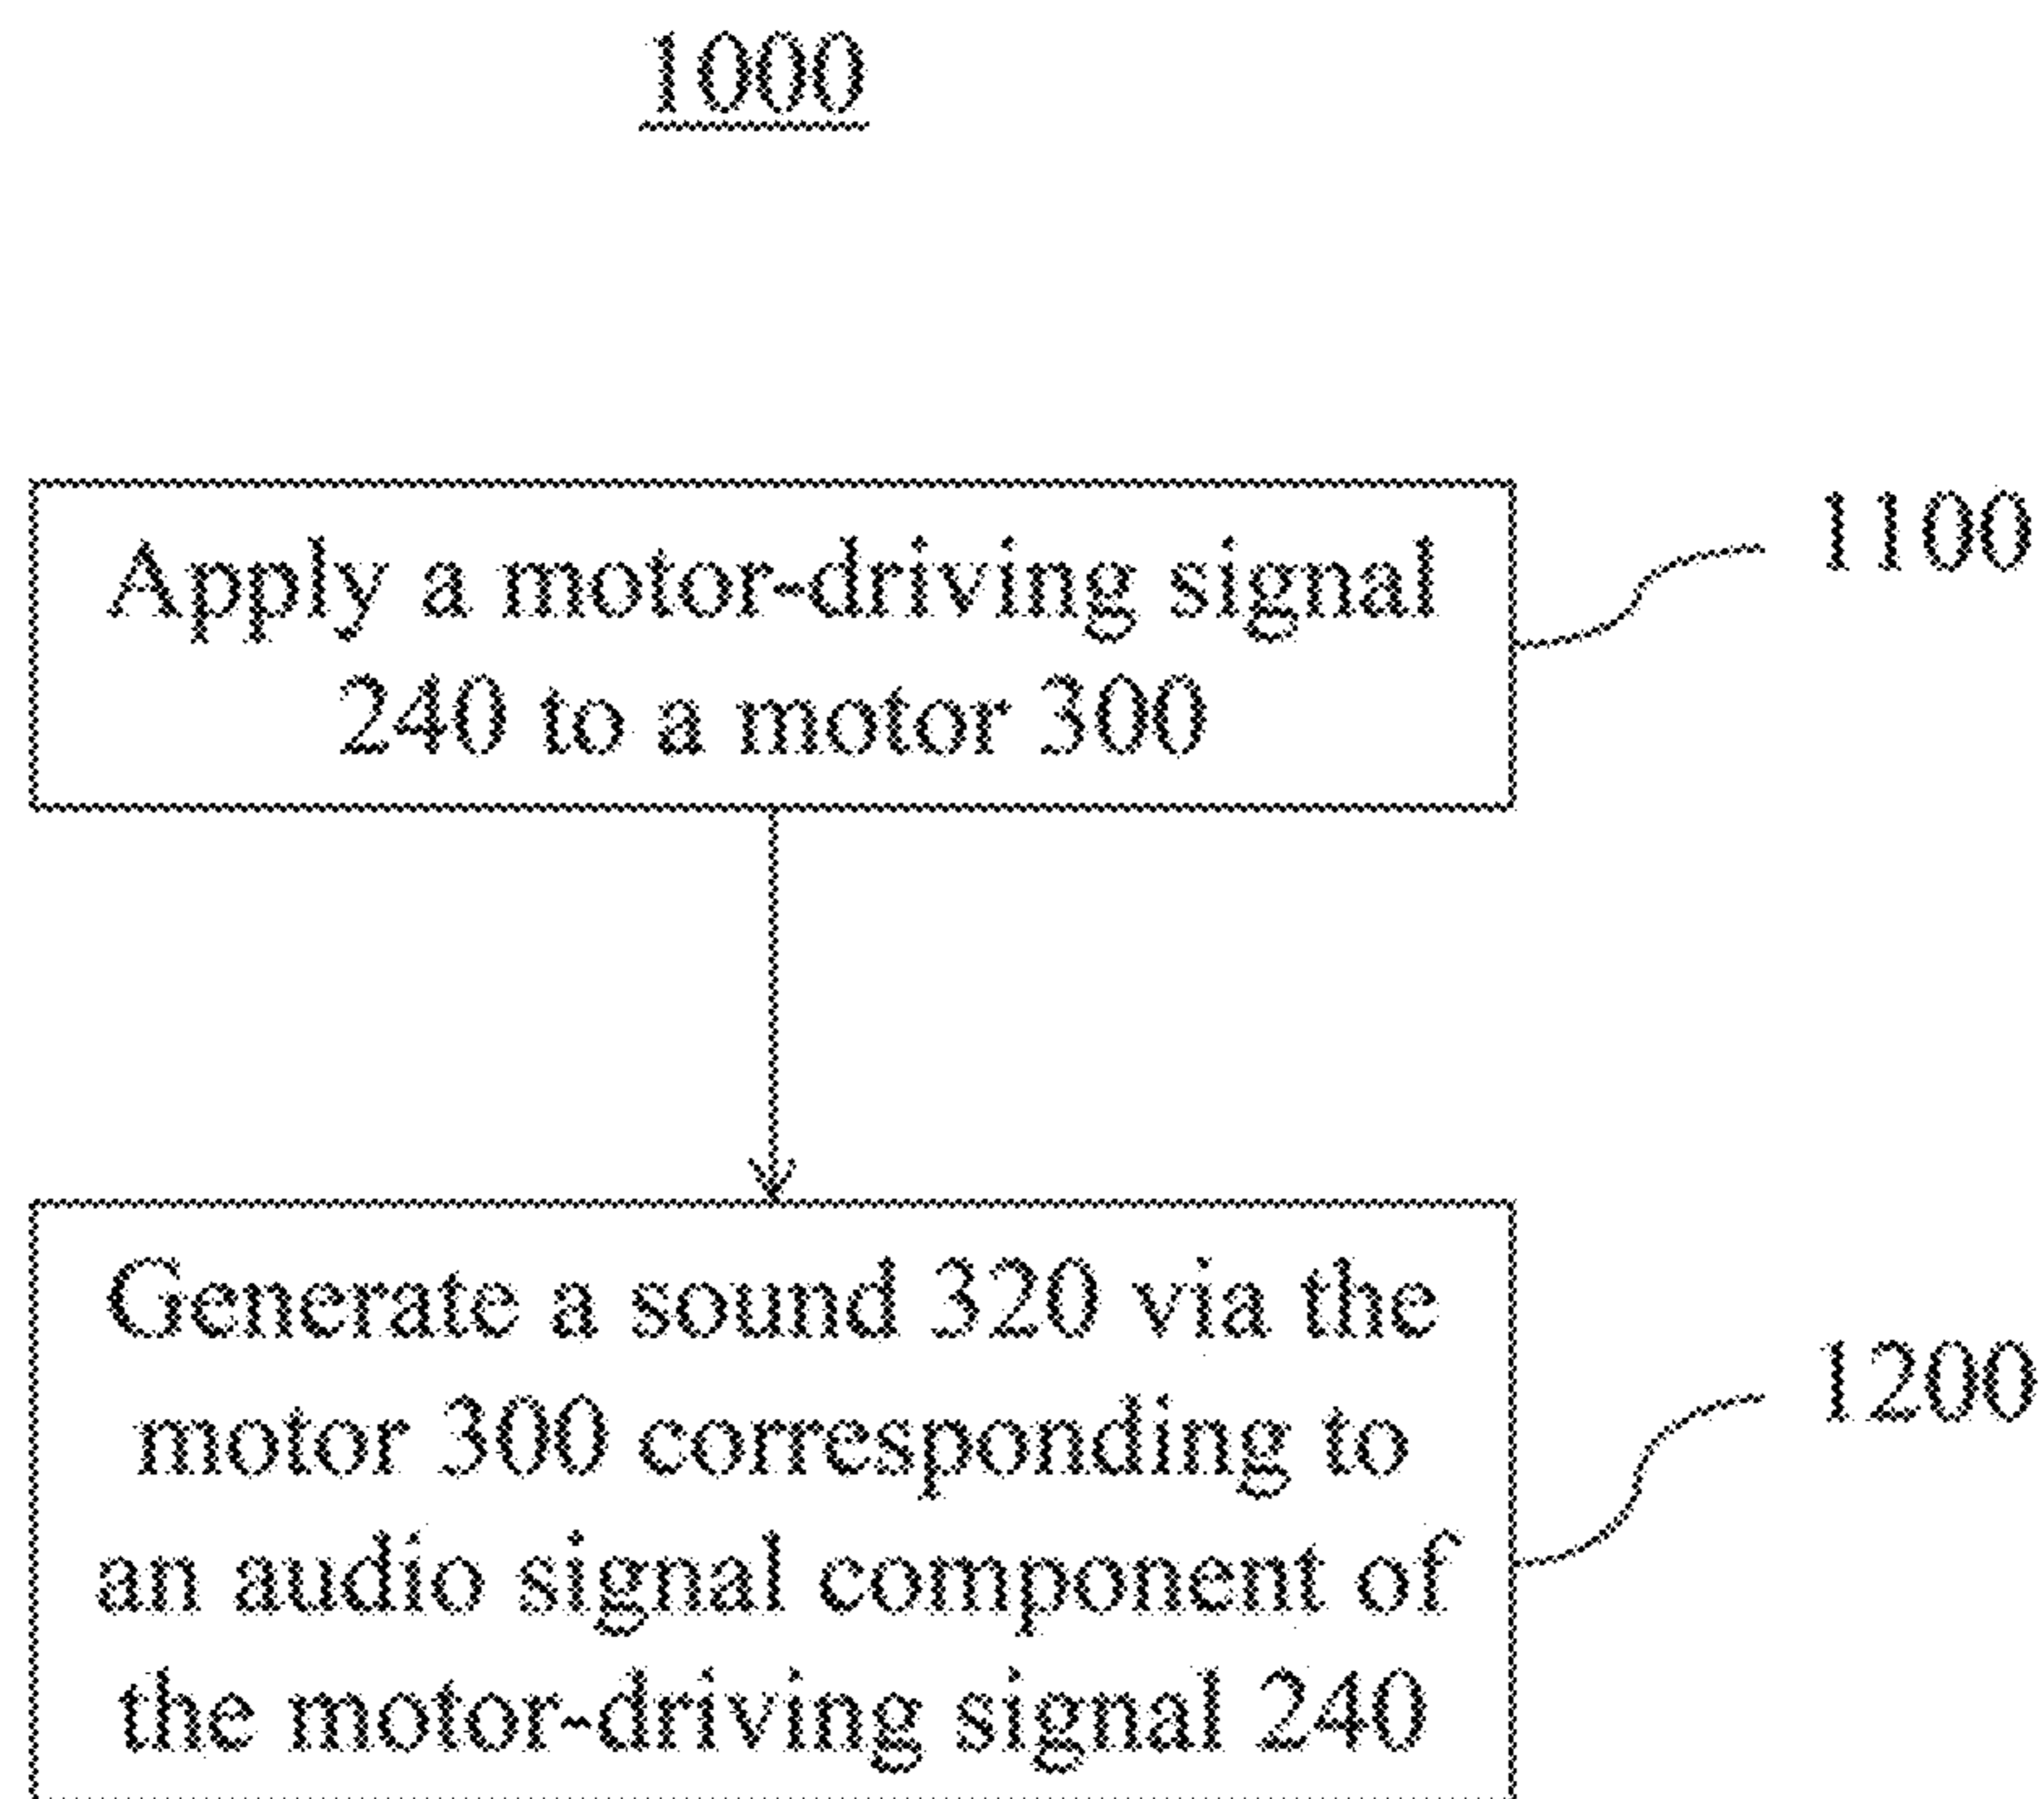 1000
Apply a motor-driving signal
240 to a motor 300
1100
Generate a sound 320 via the
motor 300 corresponding to
an audio signal component of
the motor-driving signal 240
1200